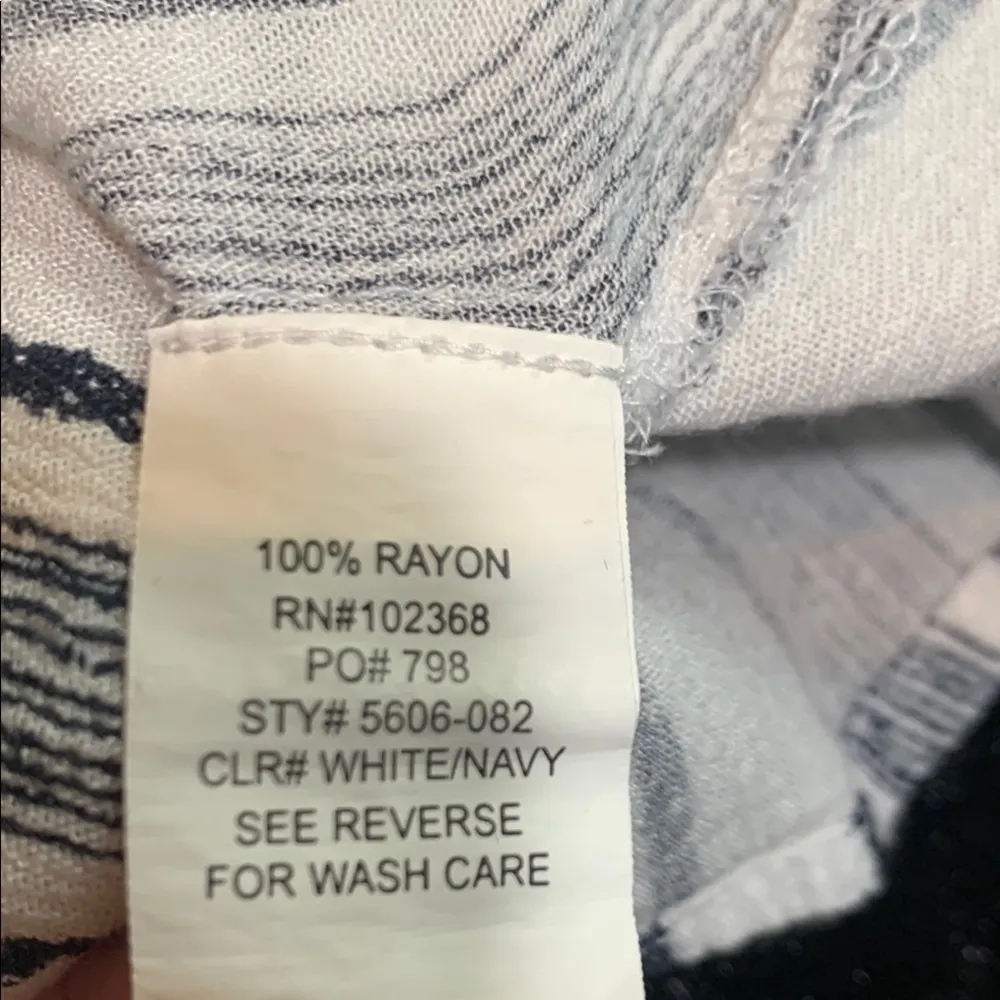 100% RAYON
RN#102368
PO# 798
STY# 5606-082
CLR# WHITE/NAVY
SEE REVERSE
FOR WASH CARE